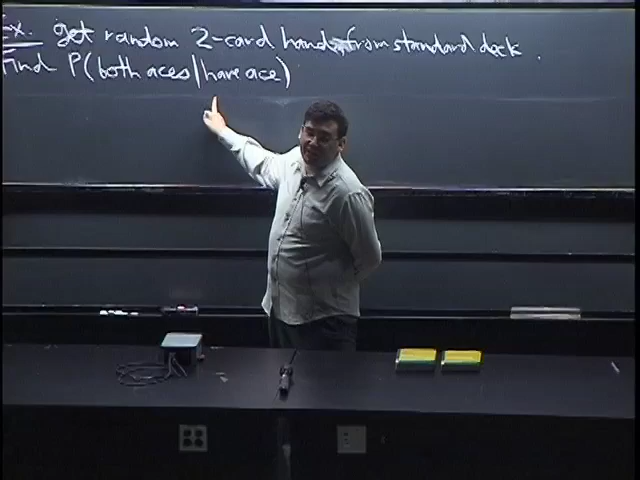 Ex. get random 2-card hand, from standard deck.
Find P(both aces|have ace)